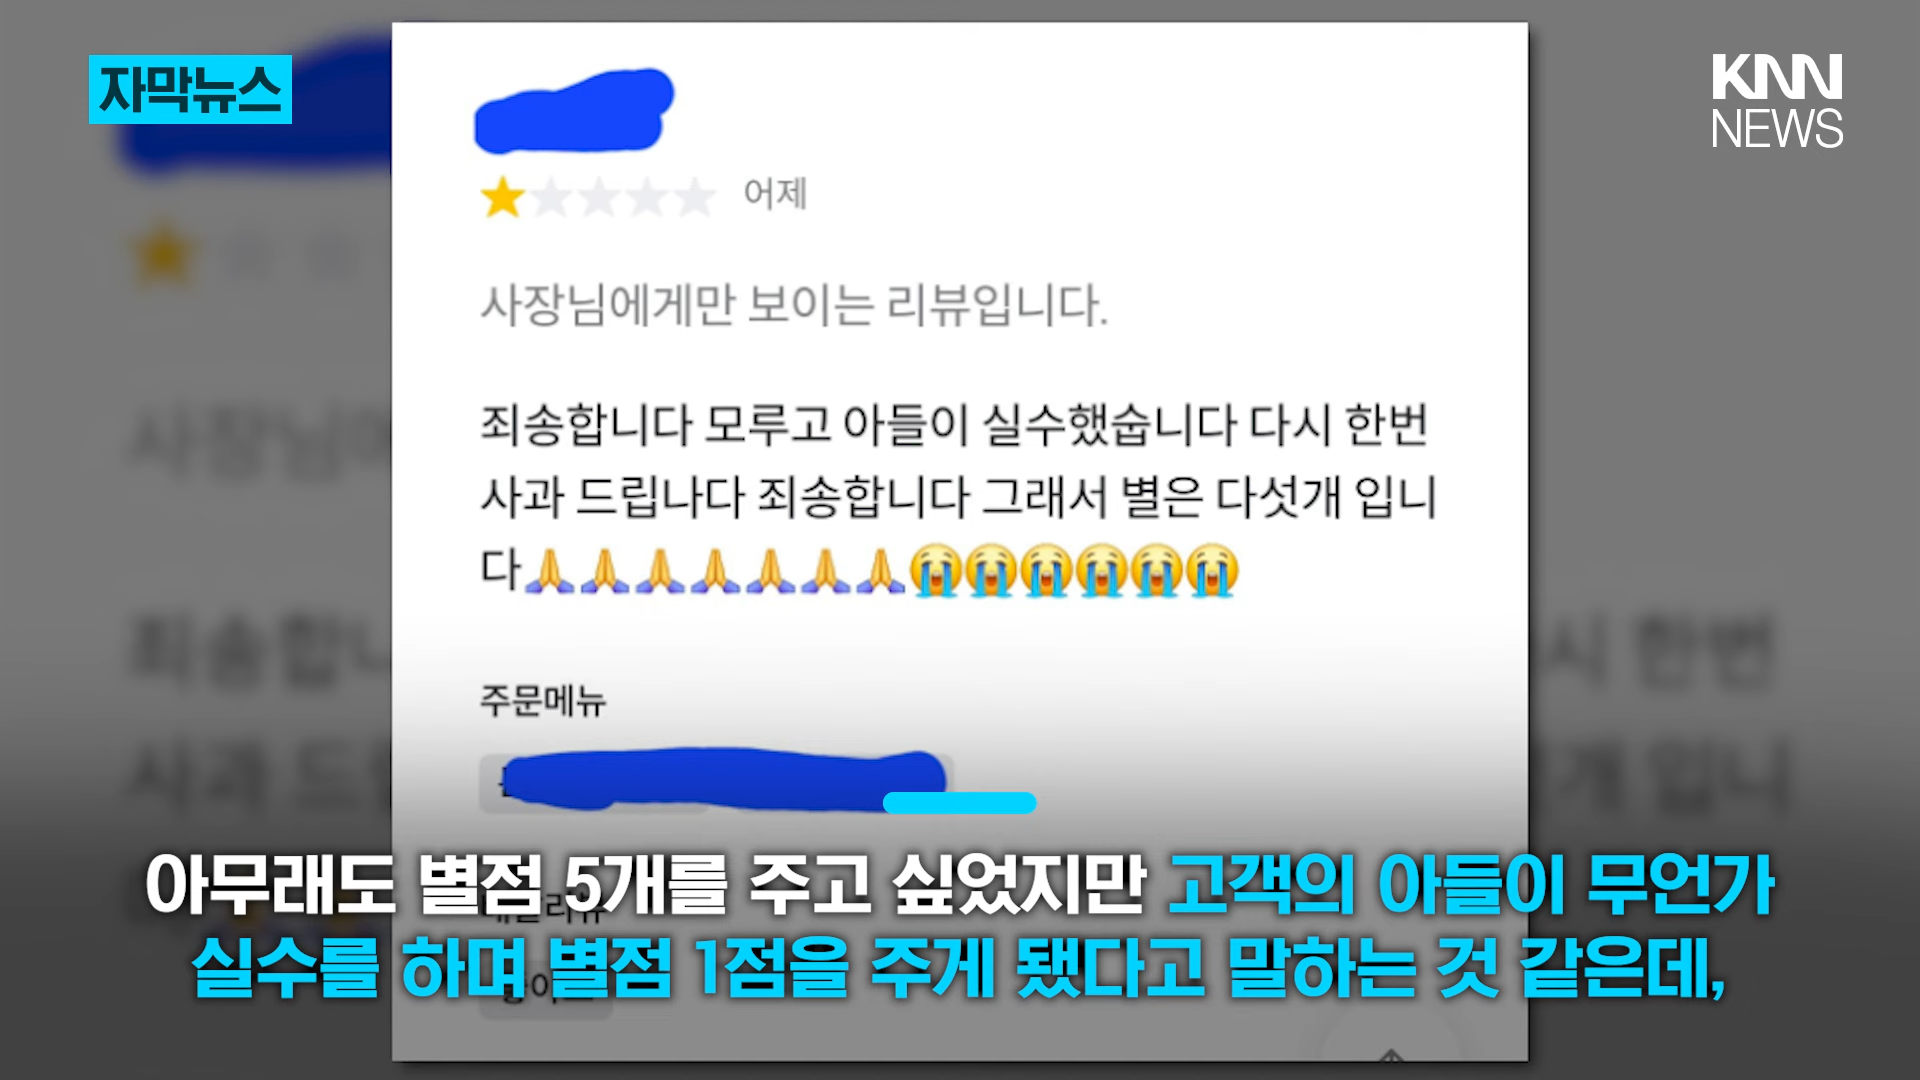 자막뉴스
KNN
NEWS
어제
사장님에게만 보이는 리뷰입니다.
죄송합니다 모루고 아들이 실수했숩니다 다시 한번
사과 드립나다 죄송합니다 그래서 별은 다섯개 입니
다🙏🙏🙏🙏🙏🙏🙏😭😭😭😭😭😭
주문메뉴
아무래도 별점 5개를 주고 싶었지만 고객의 아들이 무언가
실수를 하며 별점 1점을 주게 됐다고 말하는 것 같은데,